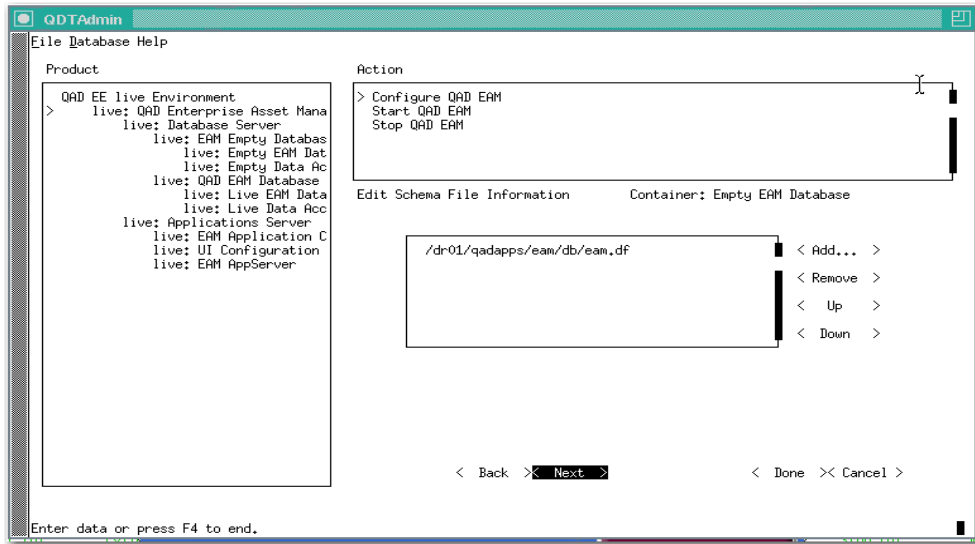 QDTAdmin
File Database Help
Product
QAD EE live Environment
> live: QAD Enterprise Asset Mana
live: Database Server
live: EAM Empty Databas
live: Empty EAM Dat
live: Empty Data Ac
live: QAD EAM Database
live: Live EAM Data
live: Live Data Acc
live: Applications Server
live: EAM Application C
live: UI Configuration
live: EAM AppServer
Action
> Configure QAD EAM
Start QAD EAM
Stop QAD EAM
Edit Schema File Information Container: Empty EAM Database
/dr01/qadapps/eam/db/eam.df
< Add... >
< Remove >
< Up >
< Down >
< Back >< Next > < Done >< Cancel >
Enter data or press F4 to end.